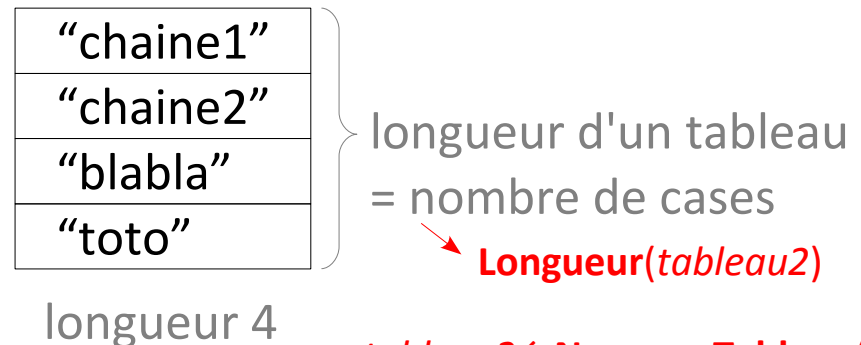 “chaine1”
“chaine2”
“blabla”
“toto”
longueur d'un tableau
= nombre de cases
Longueur(tableau2)
longueur 4